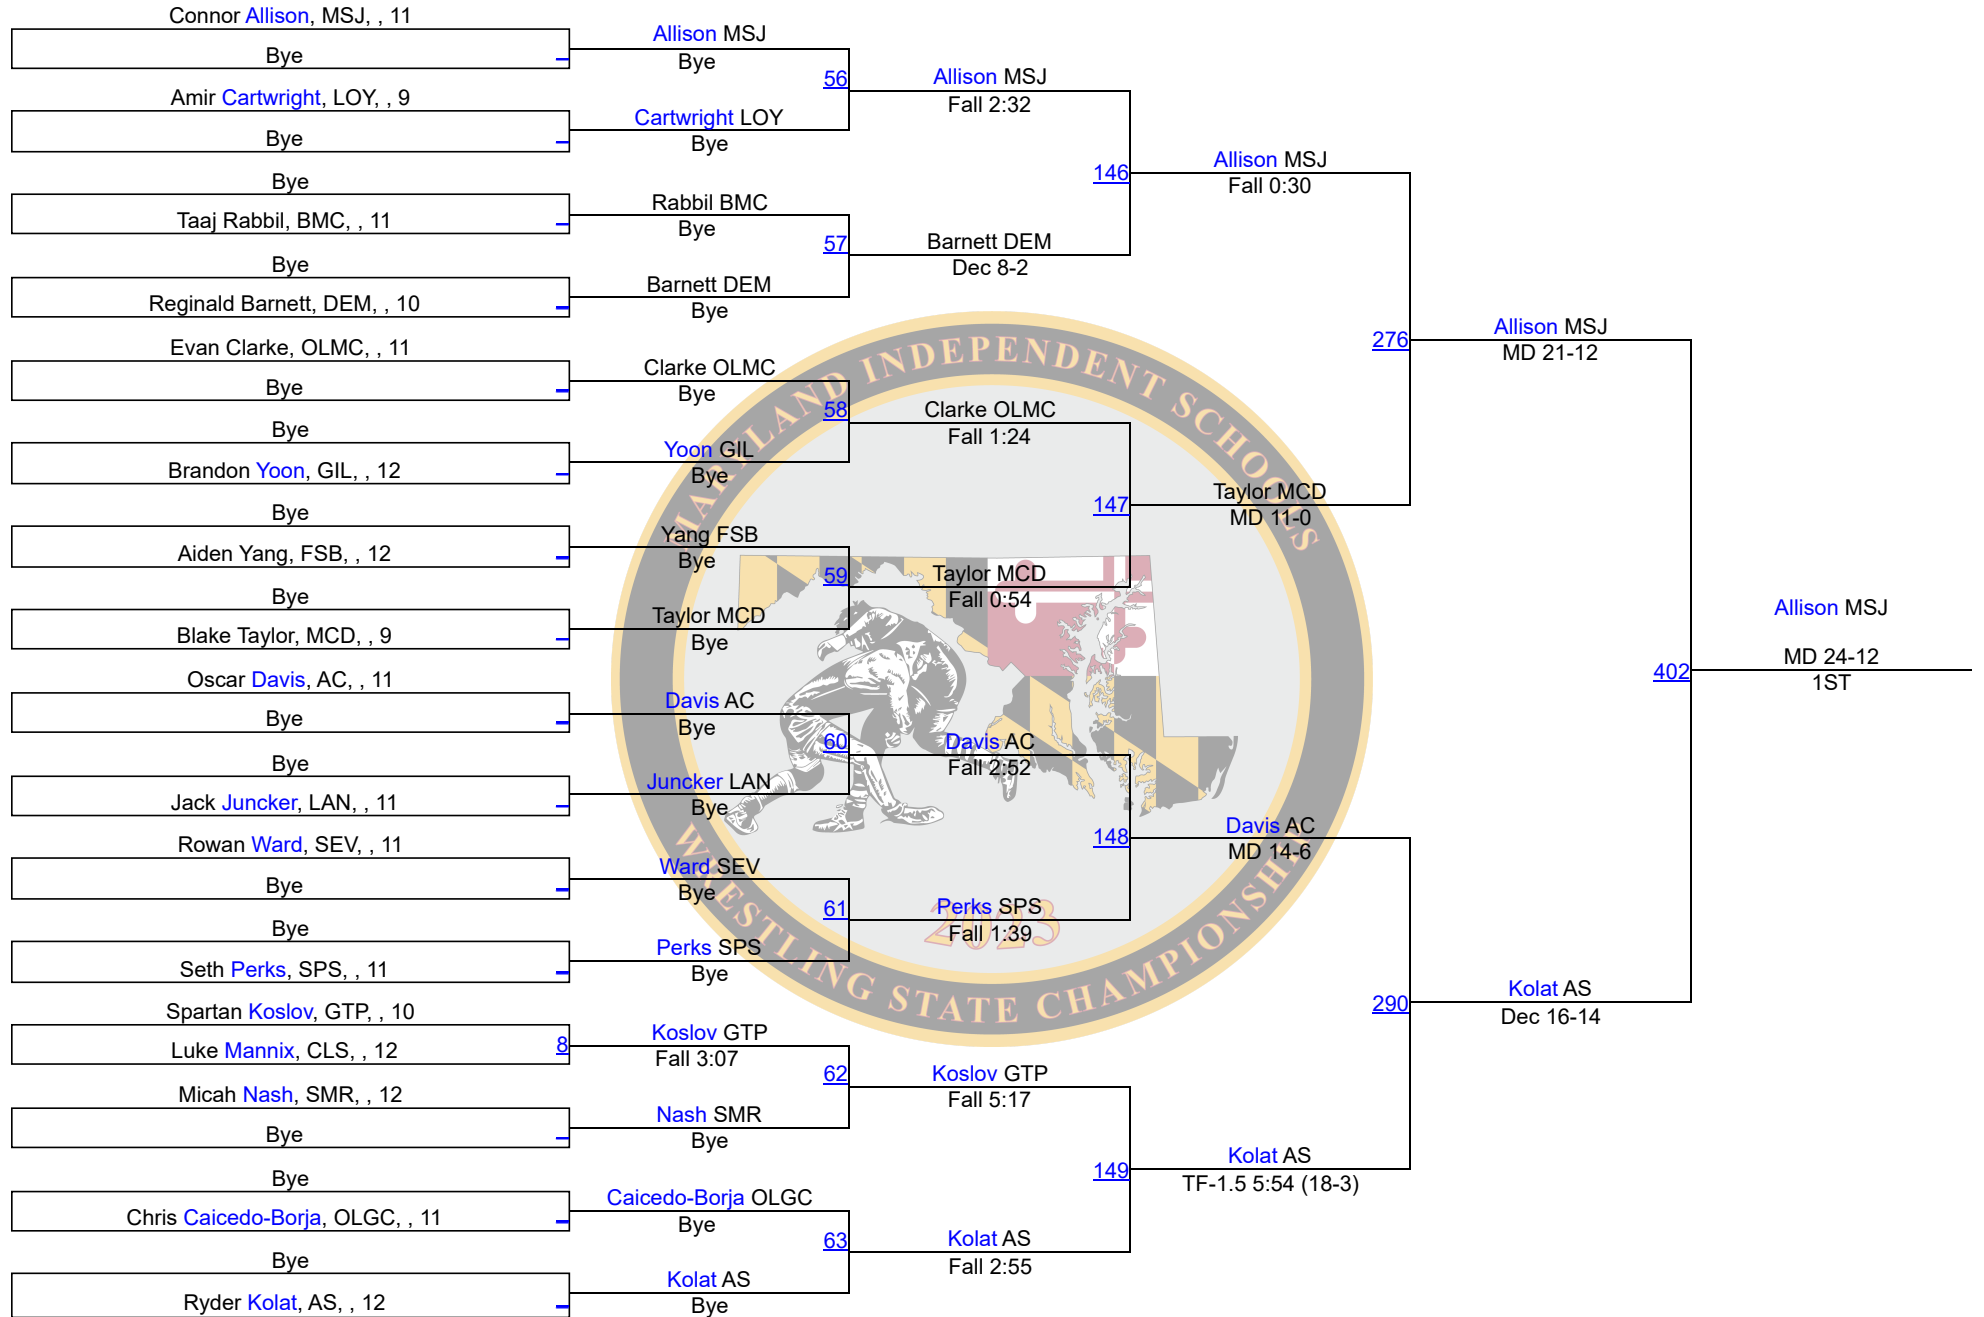 Connor Allison, MSJ, , 11
Bye
Amir Cartwright, LOY, , 9
Bye
Bye
Taaj Rabbil, BMC, , 11
Bye
Reginald Barnett, DEM, , 10
Evan Clarke, OLMC, , 11
Bye
Bye
Brandon Yoon, GIL, , 12
Bye
Aiden Yang, FSB, , 12
Bye
Blake Taylor, MCD, , 9
Oscar Davis, AC, , 11
Bye
Bye
Jack Juncker, LAN, , 11
Rowan Ward, SEV, , 11
Bye
Bye
Seth Perks, SPS, , 11
Spartan Koslov, GTP, , 10
Luke Mannix, CLS, , 12
8
Micah Nash, SMR, , 12
Bye
Bye
Chris Caicedo-Borja, OLGC, , 11
Bye
Ryder Kolat, AS, , 12
Allison MSJ
Bye
56
Cartwright LOY
Bye
Rabbil BMC
Bye
57
Barnett DEM
Bye
Clarke OLMC
Bye
58
Yoon GIL
Bye
Yang FSB
Bye
59
Taylor MCD
Bye
Davis AC
Bye
60
Juncker LAN
Bye
Ward SEV
Bye
61
Perks SPS
Bye
Koslov GTP
Fall 3:07
62
Nash SMR
Bye
Caicedo-Borja OLGC
Bye
63
Kolat AS
Bye
Allison MSJ
Fall 2:32
146
Barnett DEM
Dec 8-2
Clarke OLMC
Fall 1:24
147
Taylor MCD
Fall 0:54
Davis AC
Fall 2:52
148
Perks SPS
Fall 1:39
Koslov GTP
Fall 5:17
149
Kolat AS
Fall 2:55
Allison MSJ
Fall 0:30
276
Taylor MCD
MD 11-0
Davis AC
MD 14-6
290
Kolat AS
TF-1.5 5:54 (18-3)
Allison MSJ
MD 21-12
402
Kolat AS
Dec 16-14
Allison MSJ
MD 24-12
1ST
MARYLAND INDEPENDENT SCHOOLS
2023
WRESTLING STATE CHAMPIONSHIP